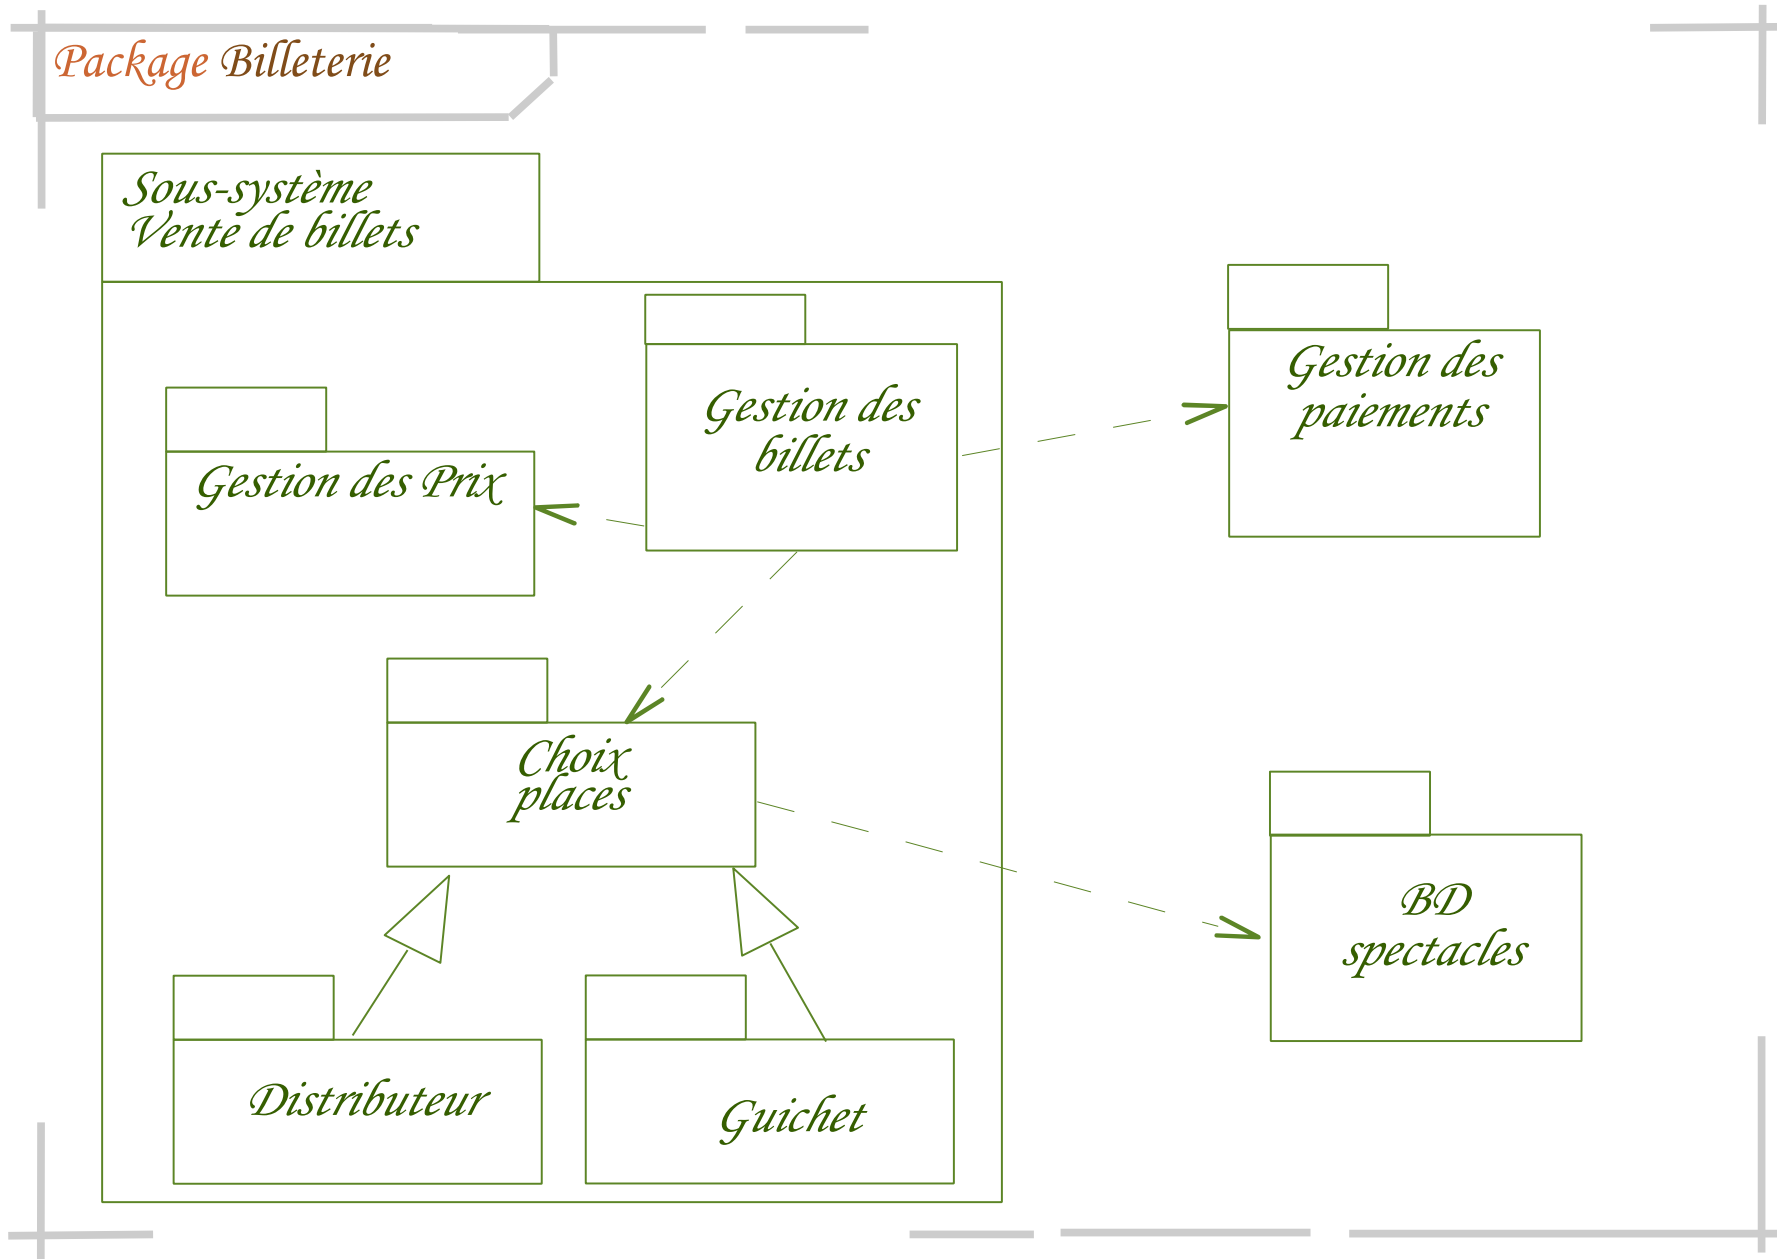 Package Billeterie
Sous-système
Vente de billets
Gestion des
billets
Gestion des
paiements
Gestion des Prix
Choix
places
BD
spectacles
Distributeur
Guichet